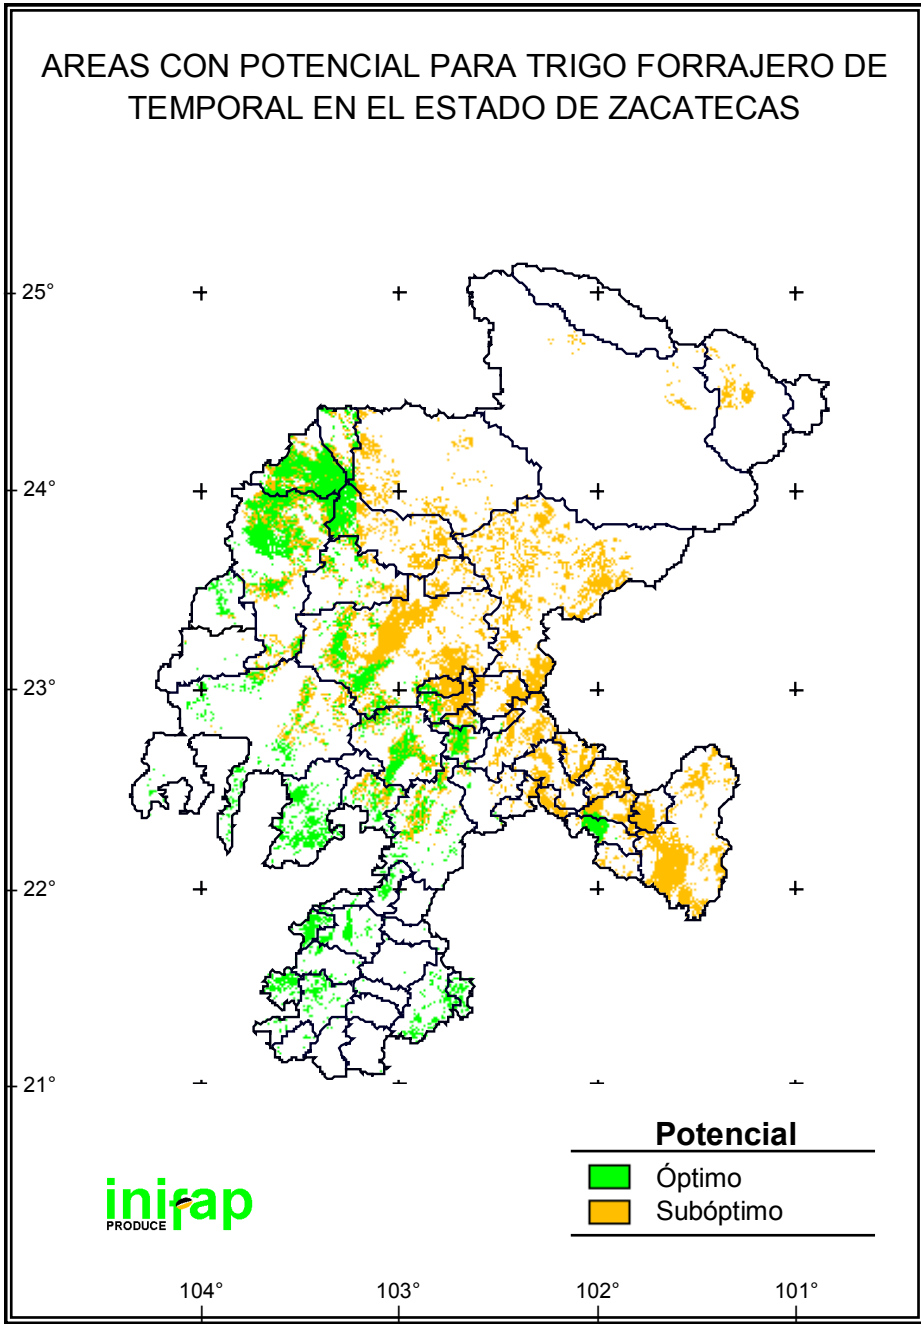 AREAS CON POTENCIAL PARA TRIGO FORRAJERO DE
TEMPORAL EN EL ESTADO DE ZACATECAS
25°
24°
23°
22°
21°
Potencial
Óptimo
Subóptimo
inifap
PRODUCE
104°
103°
102°
101°